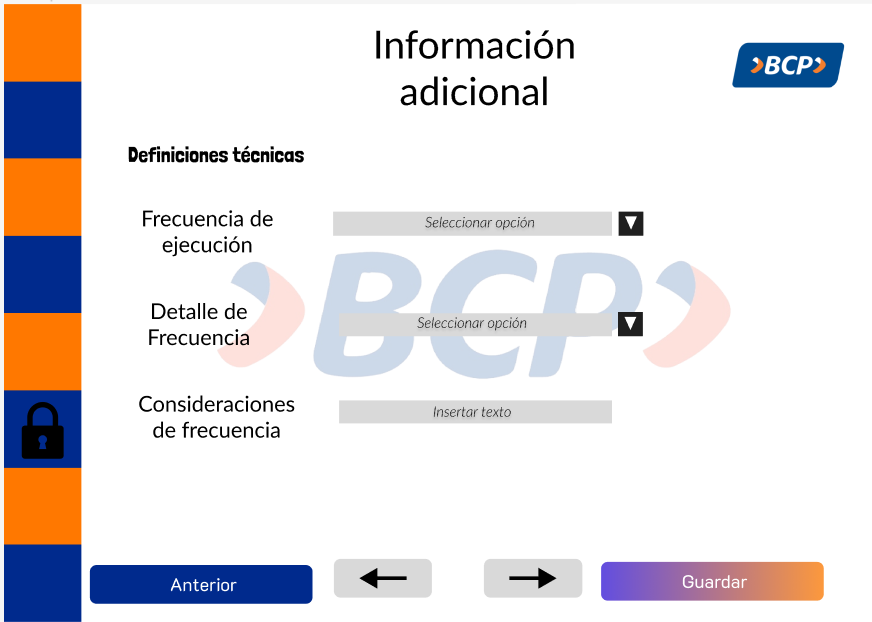 Información
adicional
BCP
Definiciones técnicas
Frecuencia de
ejecución
Seleccionar opción
BCP
Detalle de
Frecuencia
Seleccionar opción
Consideraciones
de frecuencia
Insertar texto
Anterior
Guardar